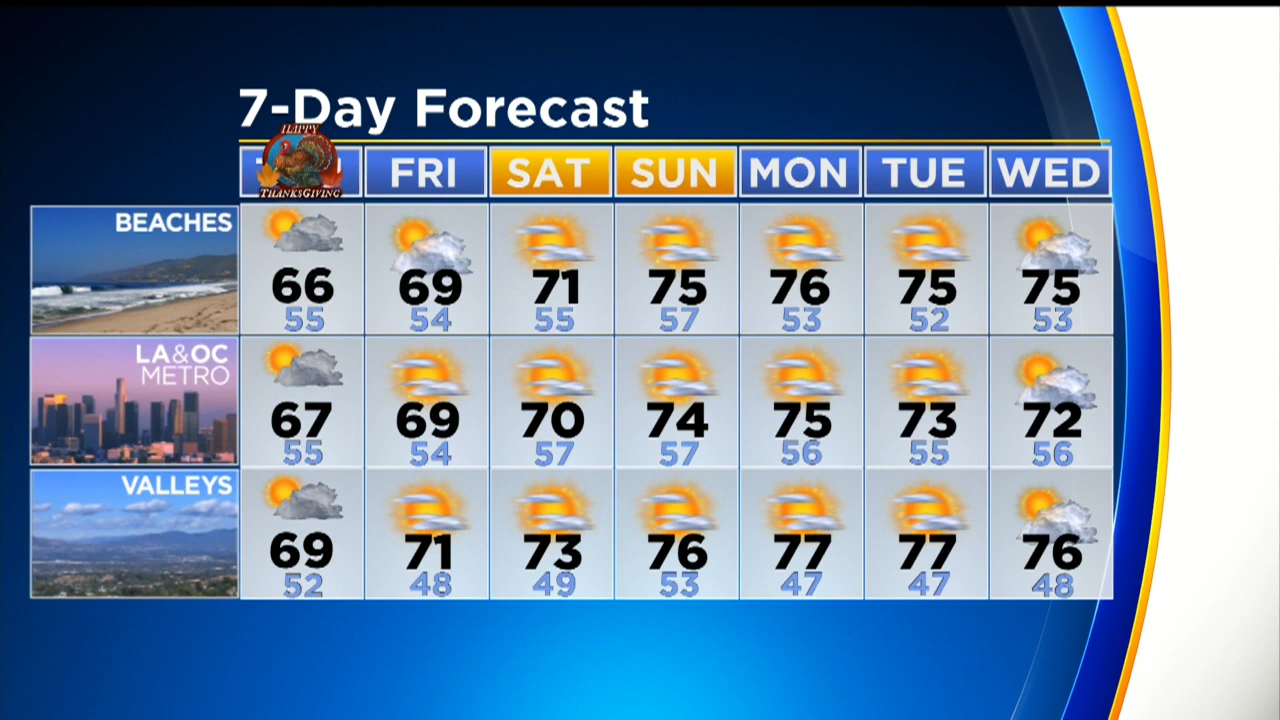 7-Day Forecast
HAPPY
THANKSGIVING
FRI SAT SUN MON TUE WED
BEACHES
66 69 71 75 76 75 75
55 54 55 57 53 52 53
LA&OC
METRO
67 69 70 74 75 73 72
55 54 57 57 56 55 56
VALLEYS
69 71 73 76 77 77 76
52 48 49 53 47 47 48